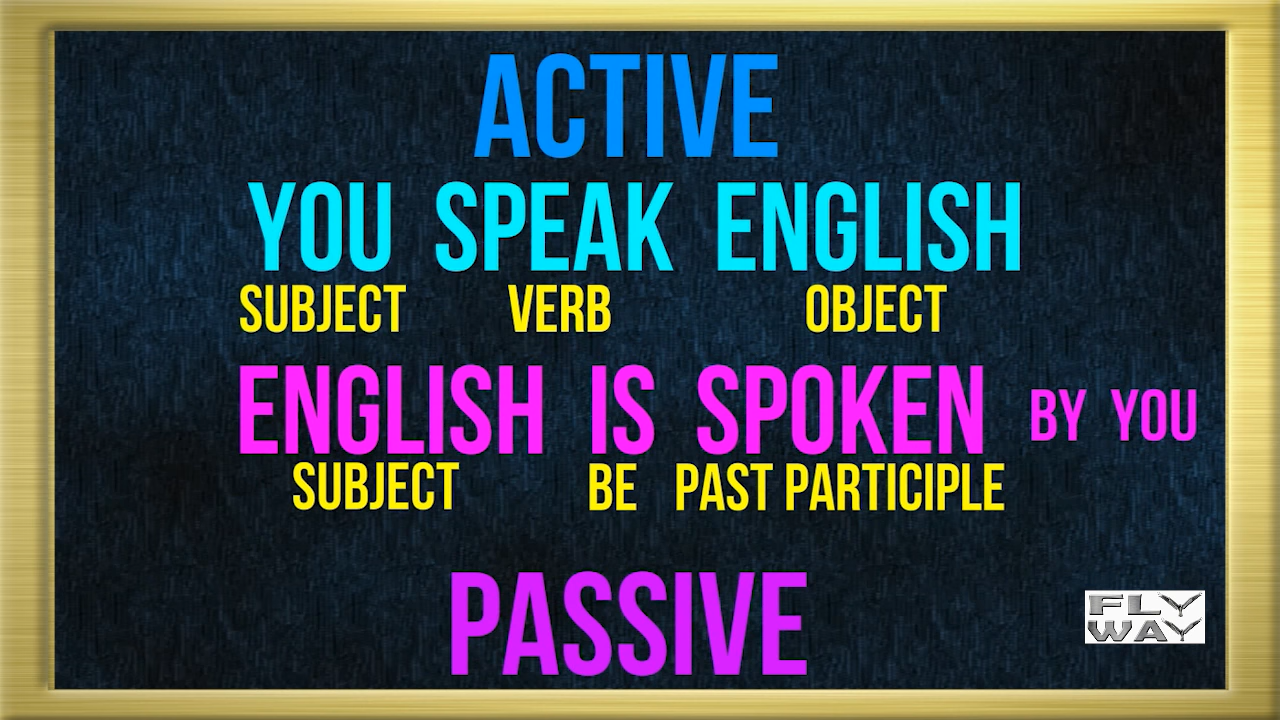 ACTIVE
YOU SPEAK ENGLISH
SUBJECT VERB OBJECT
ENGLISH IS SPOKEN BY YOU
SUBJECT BE PAST PARTICIPLE
PASSIVE
FLY
WAY